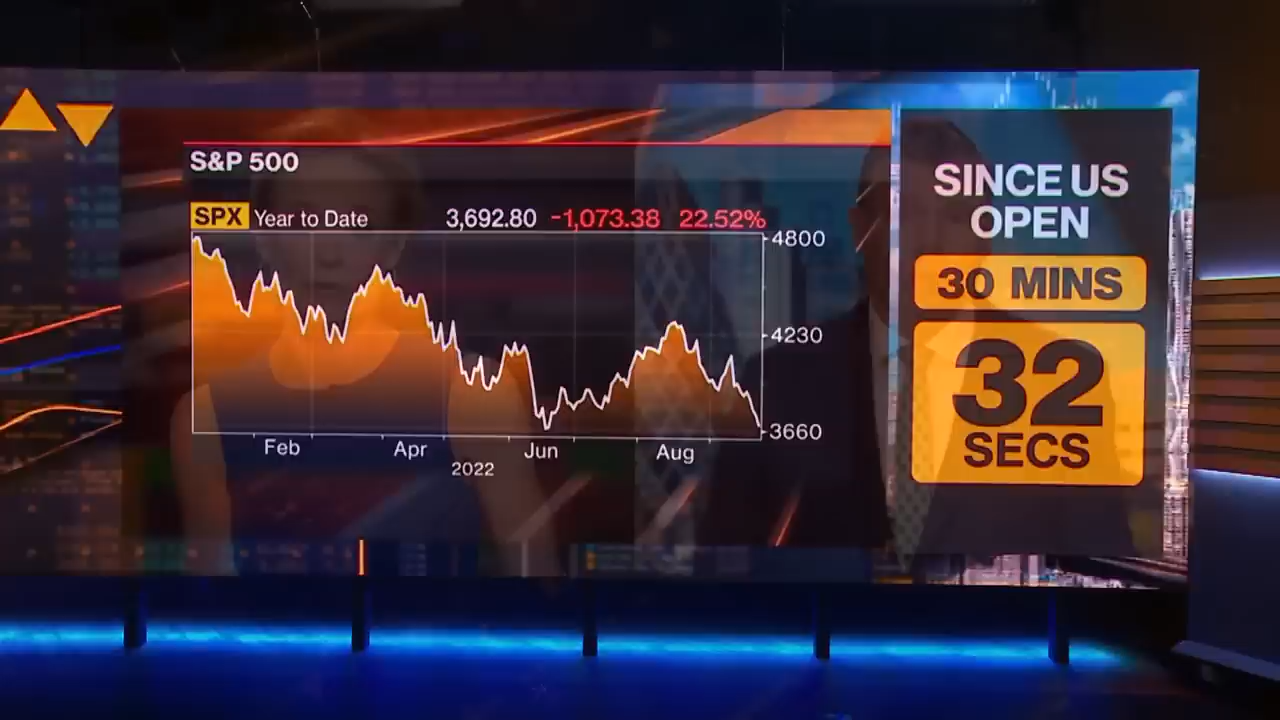 S&P 500
SPX Year to Date 3,692.80 -1,073.38 22.52%
4800
4230
3660
Feb Apr Jun Aug
2022
SINCE US
OPEN
30 MINS
32
SECS